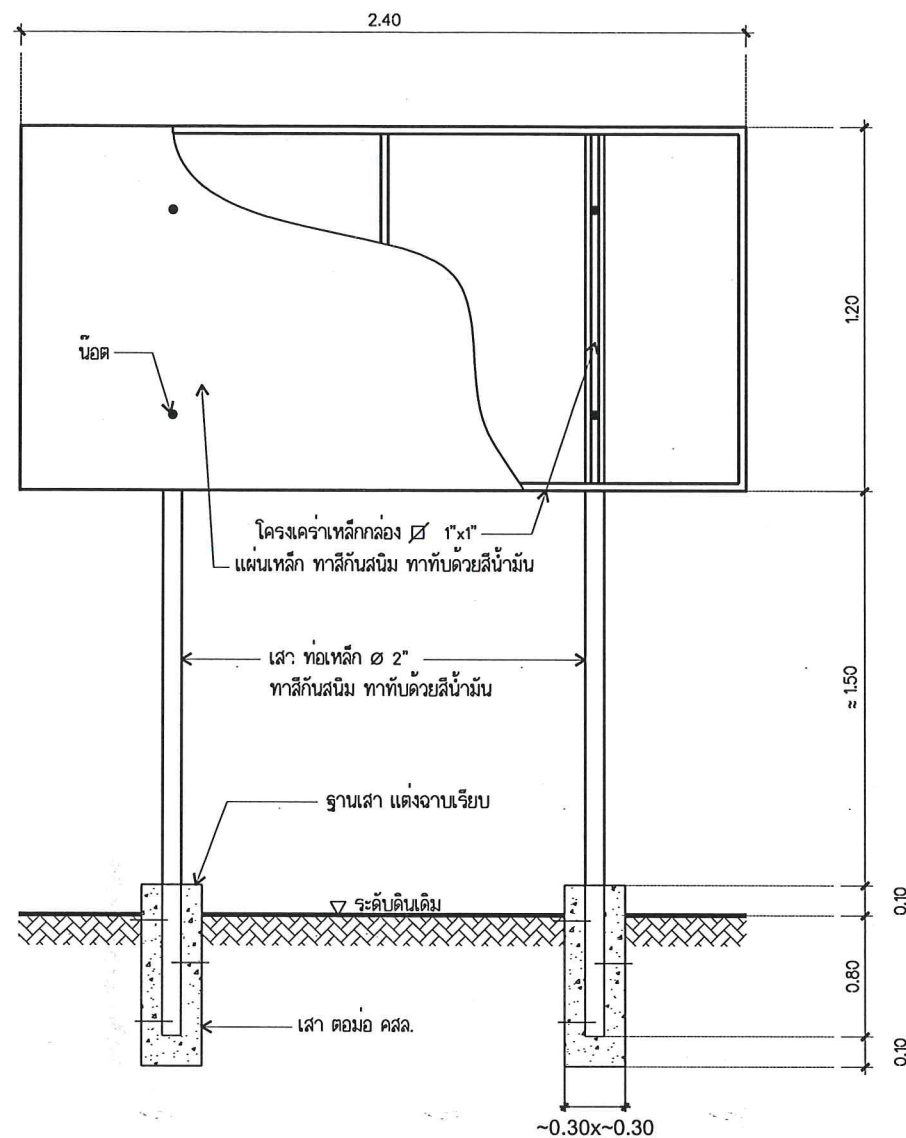 2.40
1.20
น๊อต
โครงเคร่าเหล็กกล่อง 1"x1"
แผ่นเหล็ก ทาสีกันสนิม ทาทับด้วยสีน้ำมัน
เสา ท่อเหล็ก Ø 2"
ทาสีกันสนิม ทาทับด้วยสีน้ำมัน
≈ 1.50
ฐานเสา แต่งฉาบเรียบ
ระดับดินเดิม
0.10
0.80
เสา ตอม่อ คสล.
0.10
~0.30x~0.30